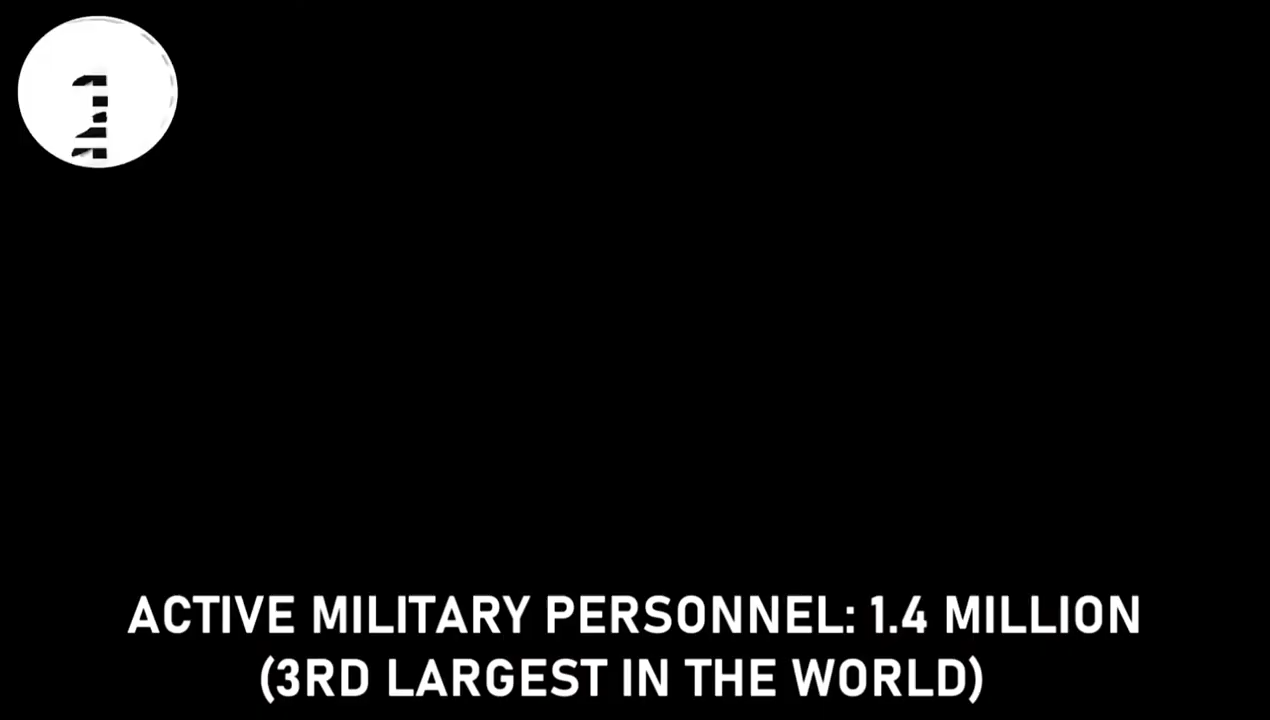 ACTIVE MILITARY PERSONNEL: 1.4 MILLION
(3RD LARGEST IN THE WORLD)